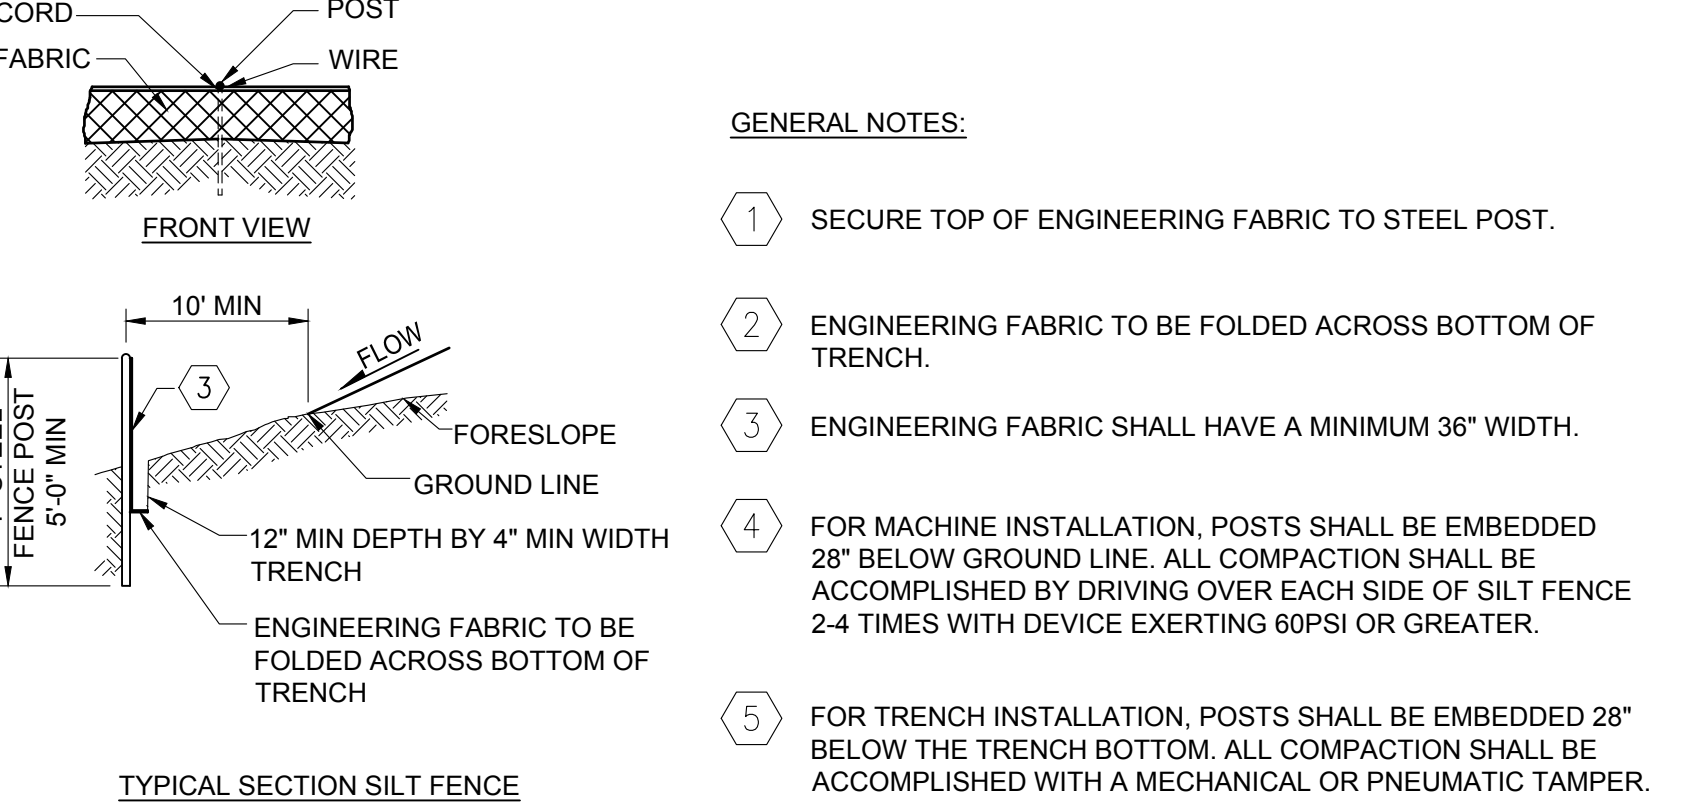 CORD
POST
FABRIC
WIRE
FRONT VIEW
10' MIN
FLOW
3
FENCE POST
5'-0" MIN
FORESLOPE
GROUND LINE
12" MIN DEPTH BY 4" MIN WIDTH
TRENCH
ENGINEERING FABRIC TO BE
FOLDED ACROSS BOTTOM OF
TRENCH
TYPICAL SECTION SILT FENCE
GENERAL NOTES:
1 SECURE TOP OF ENGINEERING FABRIC TO STEEL POST.
2 ENGINEERING FABRIC TO BE FOLDED ACROSS BOTTOM OF
TRENCH.
3 ENGINEERING FABRIC SHALL HAVE A MINIMUM 36" WIDTH.
4 FOR MACHINE INSTALLATION, POSTS SHALL BE EMBEDDED
28" BELOW GROUND LINE. ALL COMPACTION SHALL BE
ACCOMPLISHED BY DRIVING OVER EACH SIDE OF SILT FENCE
2-4 TIMES WITH DEVICE EXERTING 60PSI OR GREATER.
5 FOR TRENCH INSTALLATION, POSTS SHALL BE EMBEDDED 28"
BELOW THE TRENCH BOTTOM. ALL COMPACTION SHALL BE
ACCOMPLISHED WITH A MECHANICAL OR PNEUMATIC TAMPER.